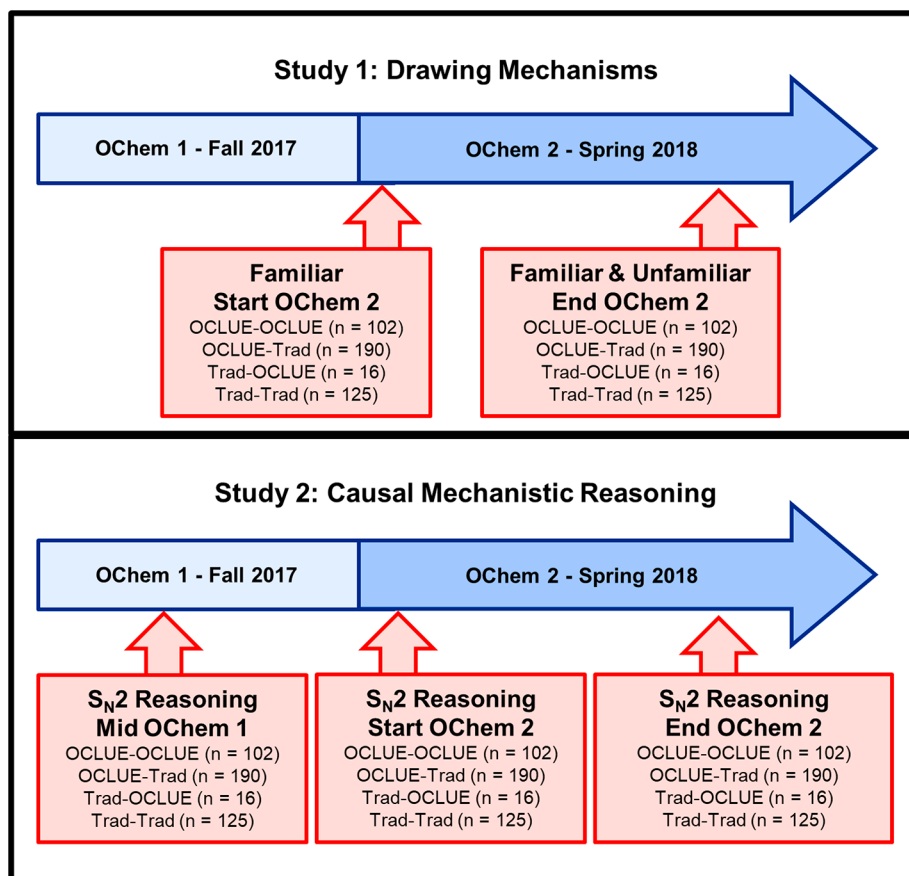 Study 1: Drawing Mechanisms
OChem 1 - Fall 2017
OChem 2 - Spring 2018
Familiar
Start OChem 2
OCLUE-OCLUE (n = 102)
OCLUE-Trad (n = 190)
Trad-OCLUE (n = 16)
Trad-Trad (n = 125)
Familiar & Unfamiliar
End OChem 2
OCLUE-OCLUE (n = 102)
OCLUE-Trad (n = 190)
Trad-OCLUE (n = 16)
Trad-Trad (n = 125)
Study 2: Causal Mechanistic Reasoning
OChem 1 - Fall 2017
OChem 2 - Spring 2018
S_N2 Reasoning
Mid OChem 1
OCLUE-OCLUE (n = 102)
OCLUE-Trad (n = 190)
Trad-OCLUE (n = 16)
Trad-Trad (n = 125)
S_N2 Reasoning
Start OChem 2
OCLUE-OCLUE (n = 102)
OCLUE-Trad (n = 190)
Trad-OCLUE (n = 16)
Trad-Trad (n = 125)
S_N2 Reasoning
End OChem 2
OCLUE-OCLUE (n = 102)
OCLUE-Trad (n = 190)
Trad-OCLUE (n = 16)
Trad-Trad (n = 125)